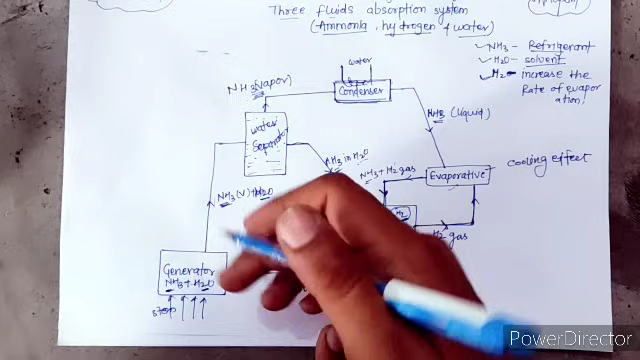 Three fluids absorption system
(Ammonia, hydrogen & water)
NH3 - Refrigerant
H2O - solvent
H2 - increase the
Rate of evapor
ation.
water
NH3 (vapor)
Condenser
water
Separator
NH3 (liquid)
NH3 in H2O
NH3 + H2 gas
Evaporative
cooling effect
NH3 (v) + H2O
H2
H2 gas
Generator
NH3 + H2O
PowerDirector